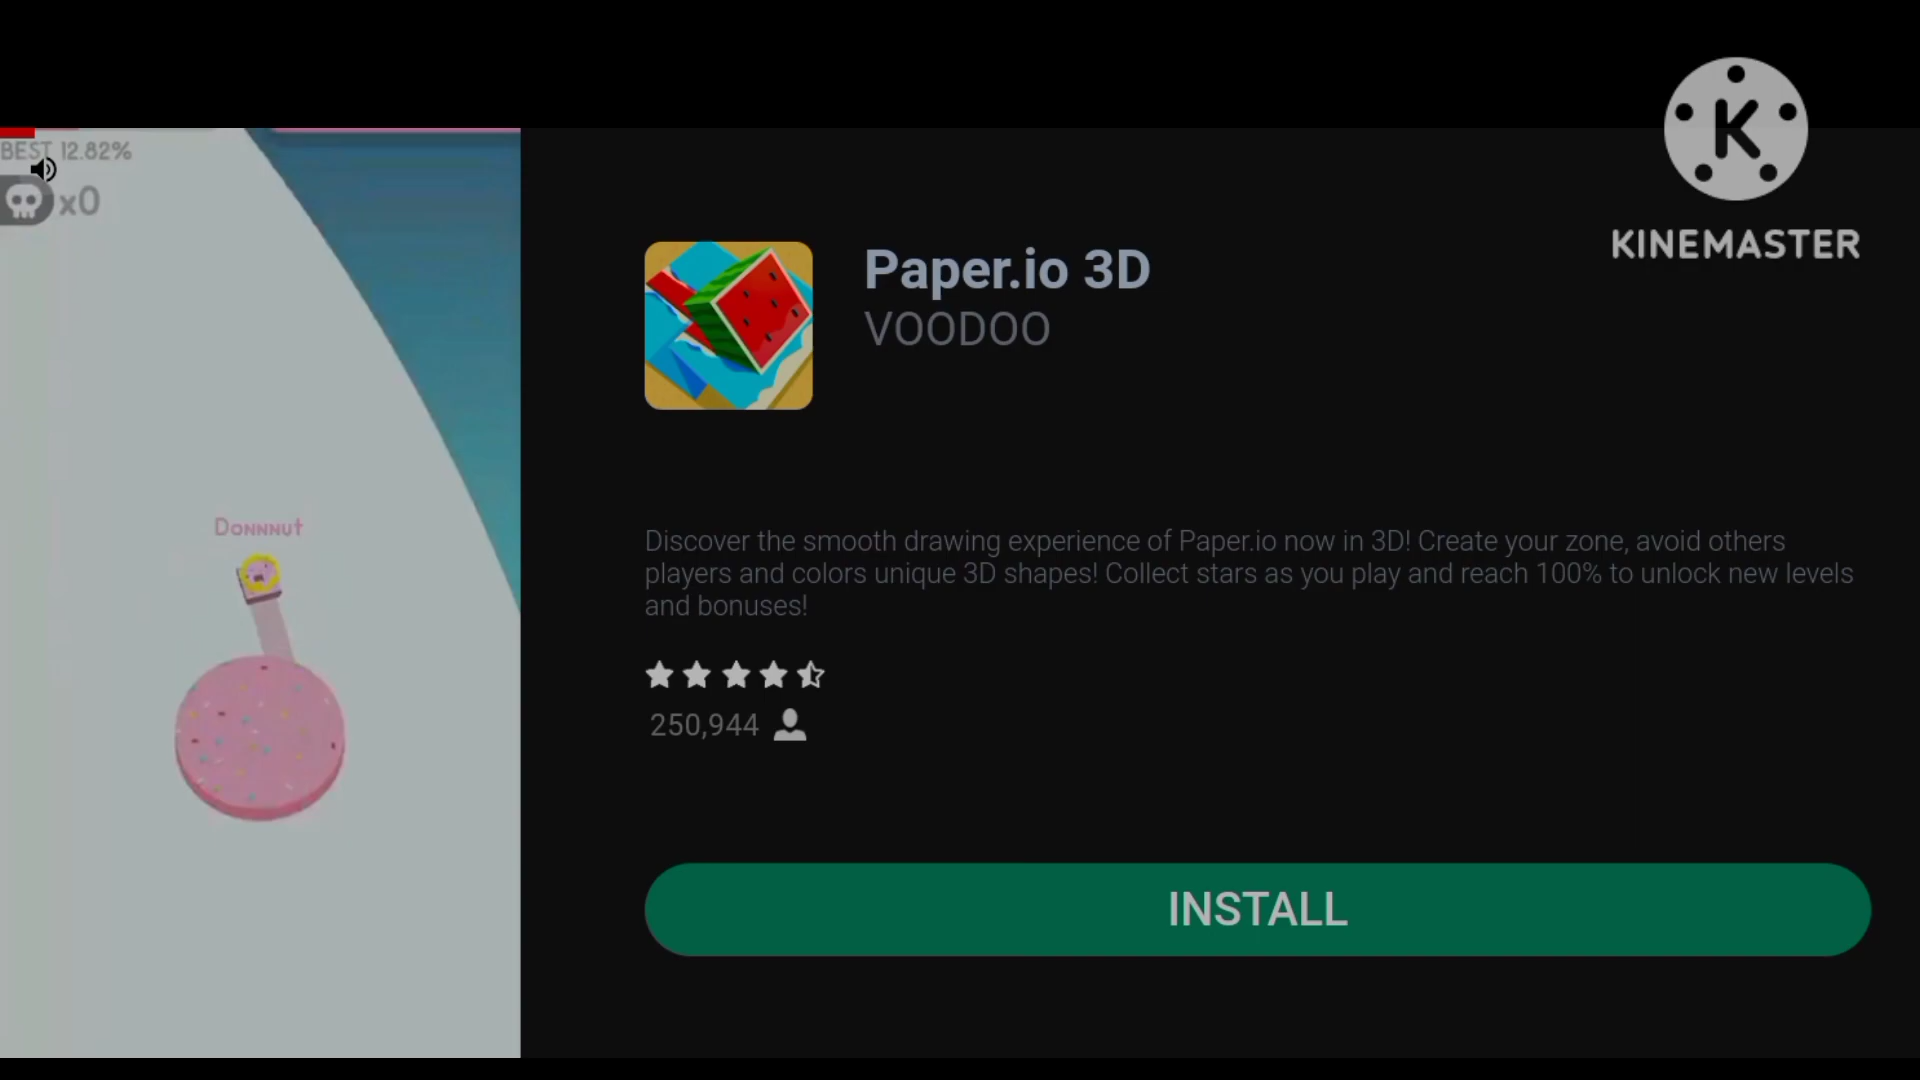 BEST 12.82%
x0
Donnnut
K
KINEMASTER
Paper.io 3D
VOODOO
Discover the smooth drawing experience of Paper.io now in 3D! Create your zone, avoid others
players and colors unique 3D shapes! Collect stars as you play and reach 100% to unlock new levels
and bonuses!
250,944
INSTALL